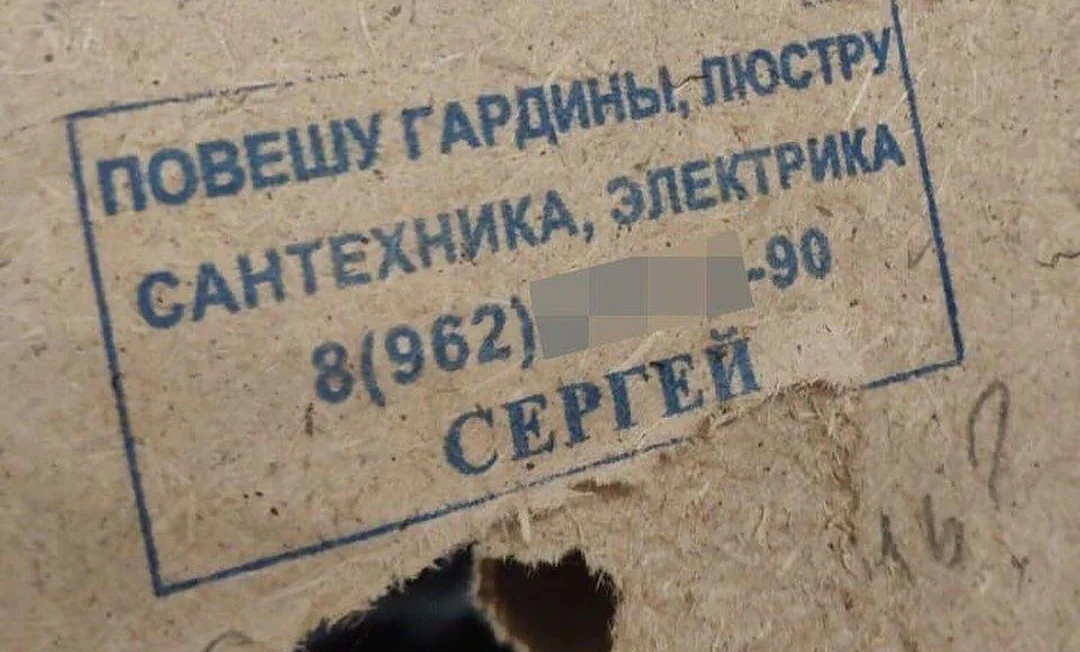 ПОВЕШУ ГАРДИНЫ, ЛЮСТРУ
САНТЕХНИКА, ЭЛЕКТРИКА
8(962) -90
СЕРГЕЙ